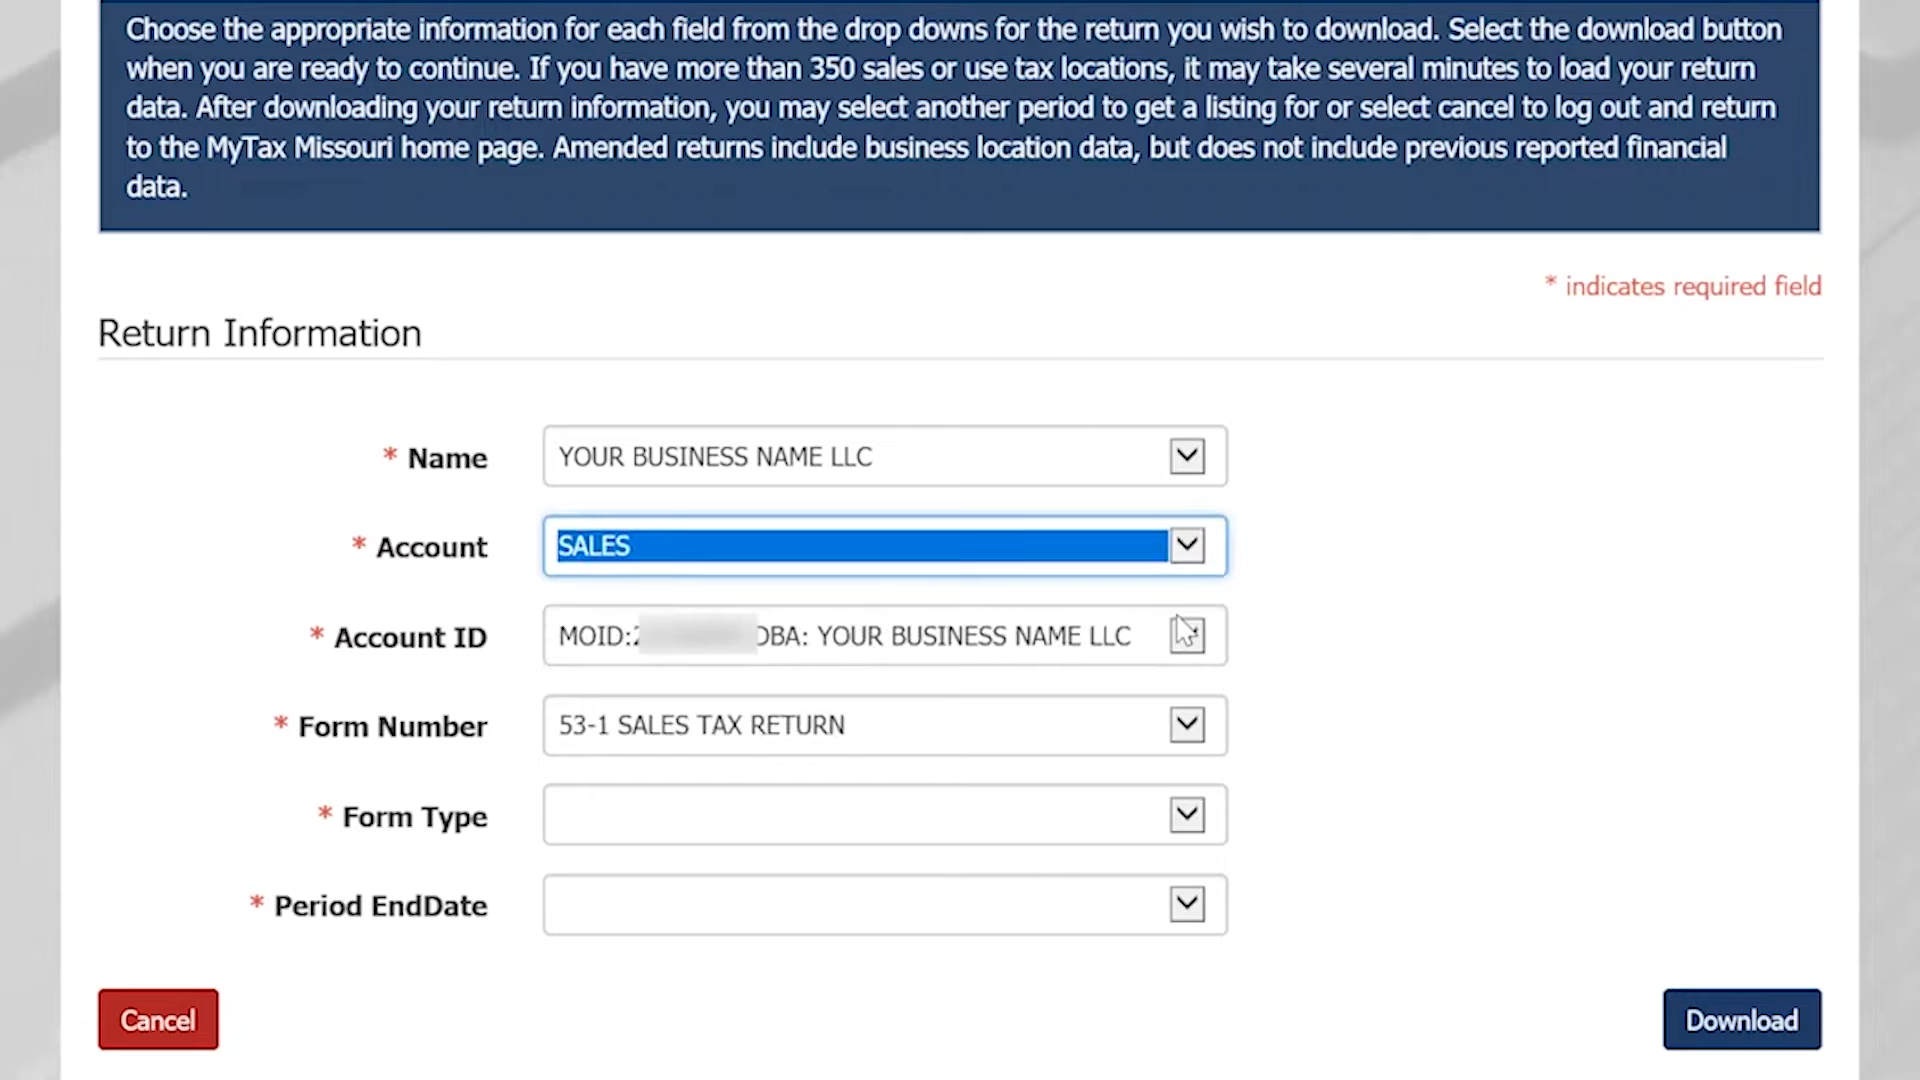 Choose the appropriate information for each field from the drop downs for the return you wish to download. Select the download button
when you are ready to continue. If you have more than 350 sales or use tax locations, it may take several minutes to load your return
data. After downloading your return information, you may select another period to get a listing for or select cancel to log out and return
to the MyTax Missouri home page. Amended returns include business location data, but does not include previous reported financial
data.
* indicates required field
Return Information
* Name YOUR BUSINESS NAME LLC
* Account SALES
* Account ID MOID: DBA: YOUR BUSINESS NAME LLC
* Form Number 53-1 SALES TAX RETURN
* Form Type
* Period EndDate
Cancel Download